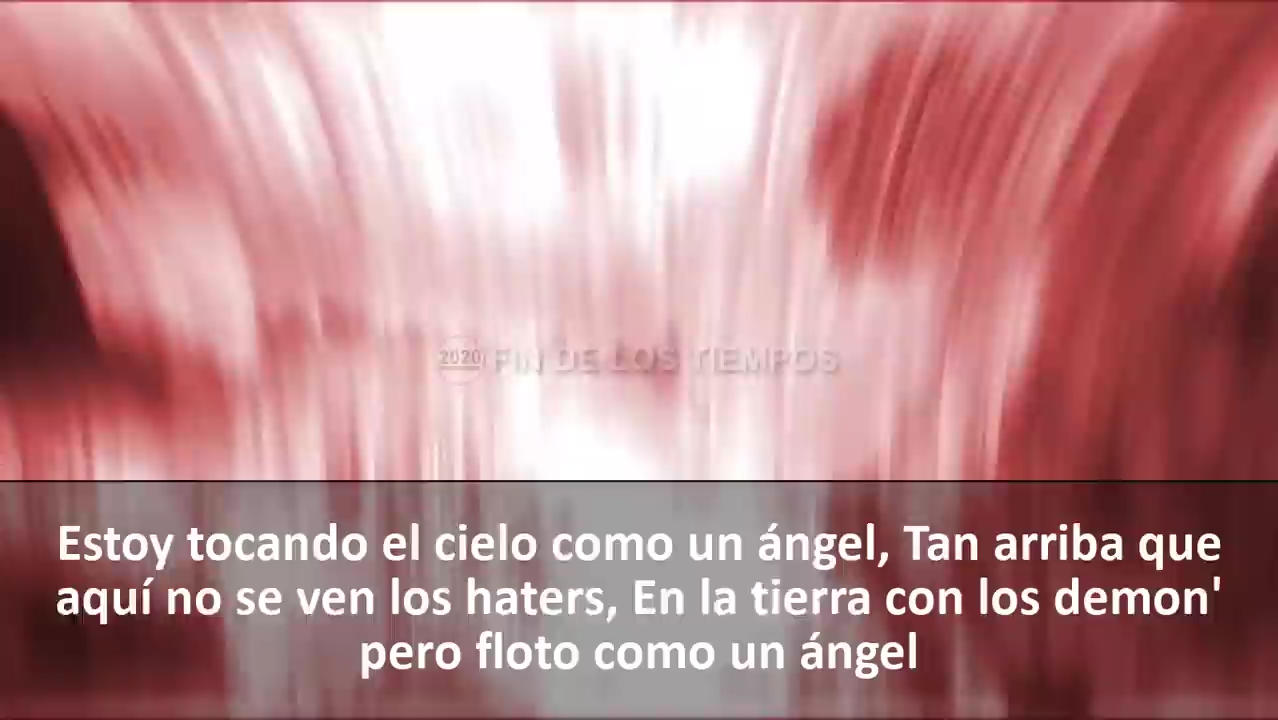 2020 FIN DE LOS TIEMPOS
Estoy tocando el cielo como un ángel, Tan arriba que
aquí no se ven los haters, En la tierra con los demon'
pero floto como un ángel